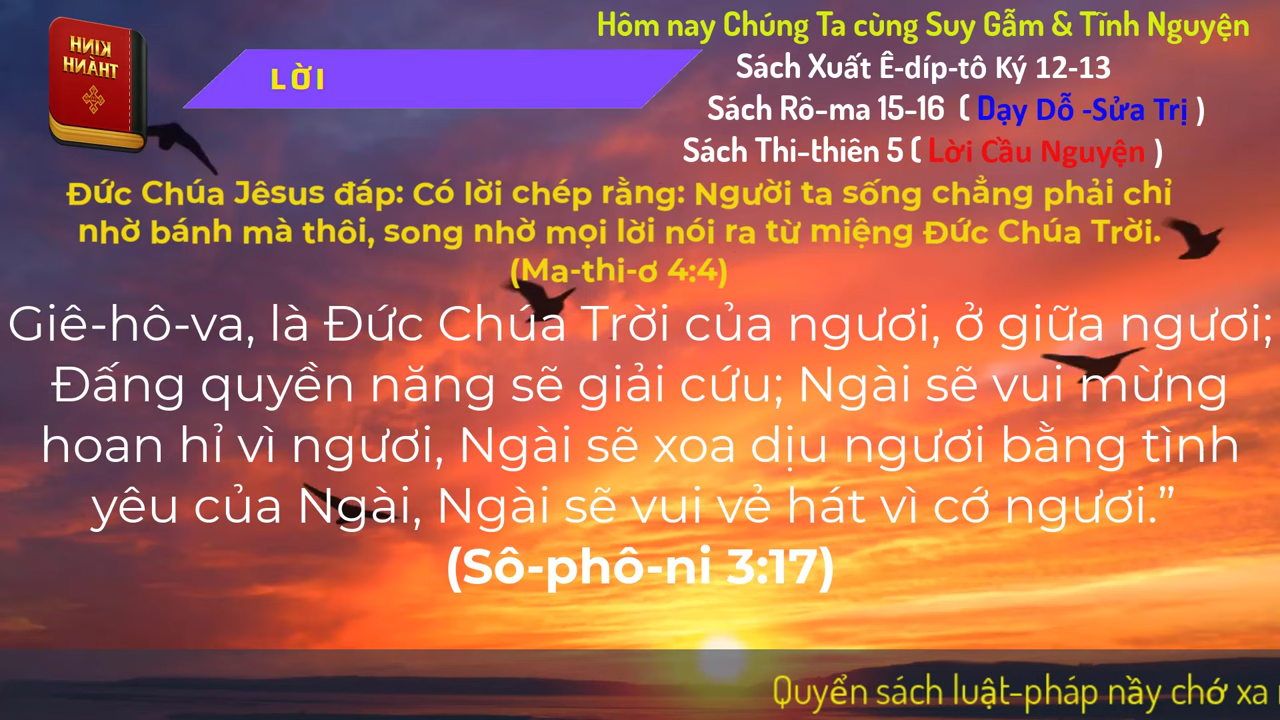 KINH
THÀNH
LỜI
Hôm nay Chúng Ta cùng Suy Gẫm & Tĩnh Nguyện
Sách Xuất Ê-díp-tô Ký 12-13
Sách Rô-ma 15-16 ( Dạy Dỗ -Sửa Trị )
Sách Thi-thiên 5 ( Lời Cầu Nguyện )
Đức Chúa Jêsus đáp: Có lời chép rằng: Người ta sống chẳng phải chỉ
nhờ bánh mà thôi, song nhờ mọi lời nói ra từ miệng Đức Chúa Trời.
(Ma-thi-ơ 4:4)
Giê-hô-va, là Đức Chúa Trời của ngươi, ở giữa ngươi;
Đấng quyền năng sẽ giải cứu; Ngài sẽ vui mừng
hoan hỉ vì ngươi, Ngài sẽ xoa dịu ngươi bằng tình
yêu của Ngài, Ngài sẽ vui vẻ hát vì cớ ngươi.”
(Sô-phô-ni 3:17)
Quyển sách luật-pháp nầy chớ xa